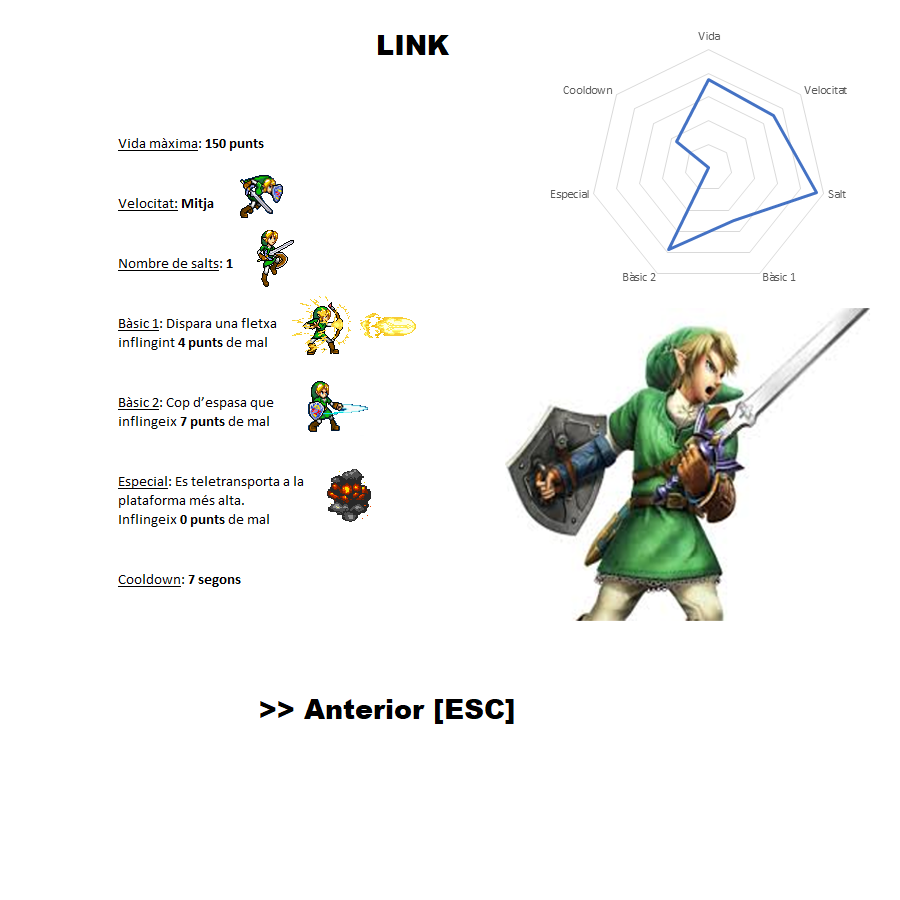 LINK
Vida
Cooldown
Velocitat
Especial
Salt
Bàsic 2
Bàsic 1
Vida màxima: 150 punts
Velocitat: Mitja
Nombre de salts: 1
Bàsic 1: Dispara una fletxa
inflingint 4 punts de mal
Bàsic 2: Cop d'espasa que
inflingeix 7 punts de mal
Especial: Es teletransporta a la
plataforma més alta.
Inflingeix 0 punts de mal
Cooldown: 7 segons
>> Anterior [ESC]